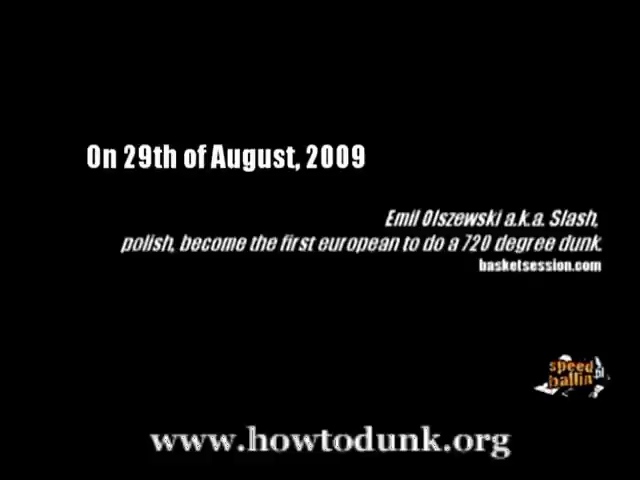 On 29th of August, 2009
Emil Olszewski a.k.a. Slash,
polish, become the first european to do a 720 degree dunk.
basketsession.com
speed
ballin
www.howtodunk.org